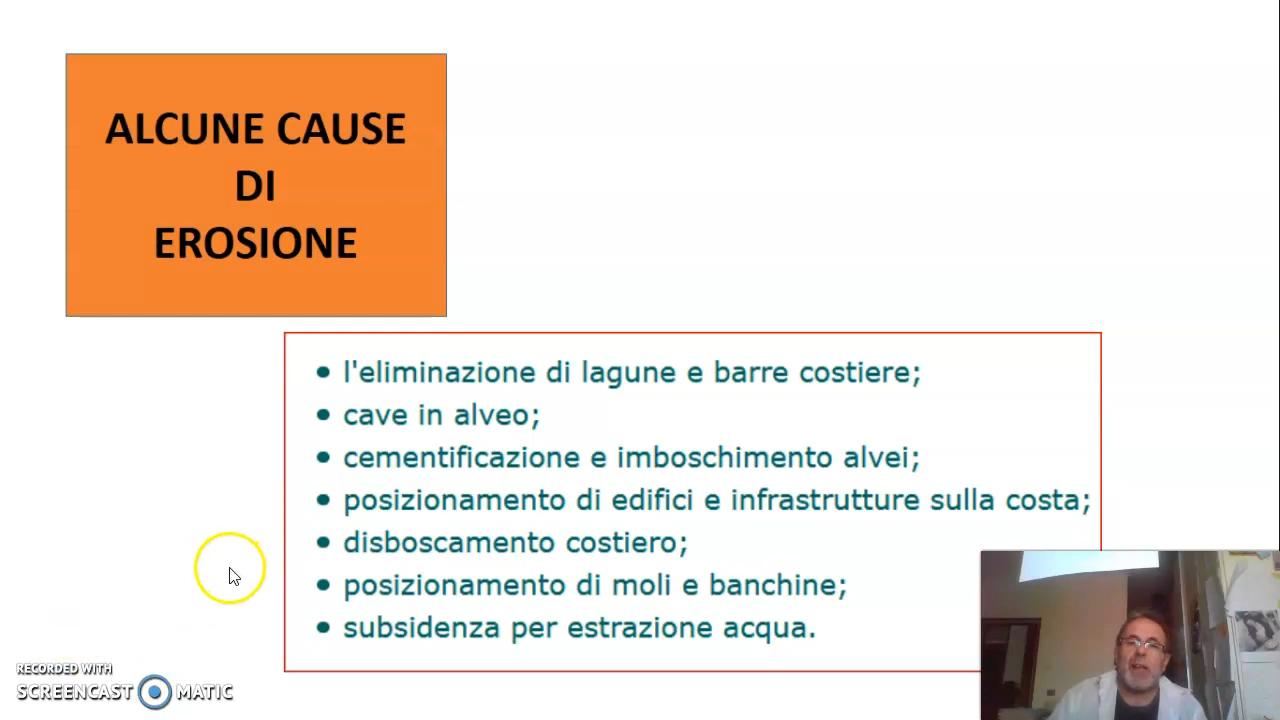 ALCUNE CAUSE
DI
EROSIONE
• l'eliminazione di lagune e barre costiere;
• cave in alveo;
• cementificazione e imboschimento alvei;
• posizionamento di edifici e infrastrutture sulla costa;
• disboscamento costiero;
• posizionamento di moli e banchine;
• subsidenza per estrazione acqua.
RECORDED WITH
SCREENCAST MATIC